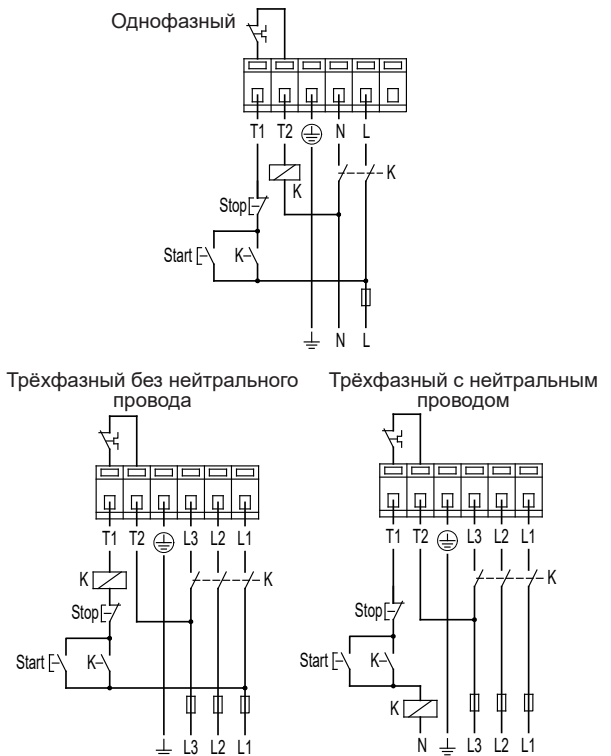 Однофазный
T1 T2 N L
K
K
Stop
Start K
N L
Трёхфазный без нейтрального
провода
T1 T2 L3 L2 L1
K K
Stop
Start K
L3 L2 L1
Трёхфазный с нейтральным
проводом
T1 T2 L3 L2 L1
K
Stop
Start K
K
N L3 L2 L1